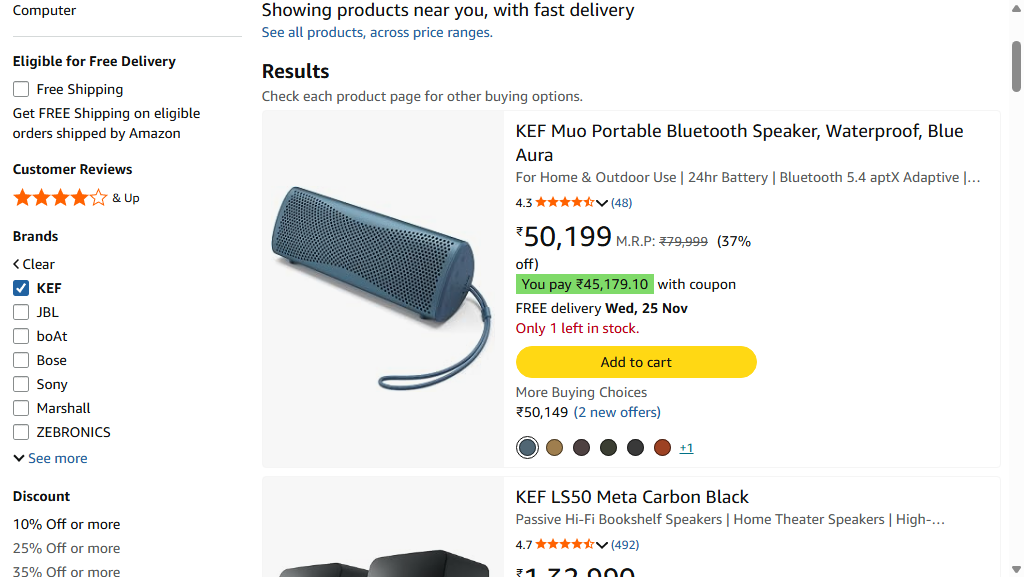 Computer
Eligible for Free Delivery
Free Shipping
Get FREE Shipping on eligible
orders shipped by Amazon
Customer Reviews
& Up
Brands
Clear
KEF
JBL
boAt
Bose
Sony
Marshall
ZEBRONICS
See more
Discount
10% Off or more
25% Off or more
35% Off or more
Showing products near you, with fast delivery
See all products, across price ranges.
Results
Check each product page for other buying options.
KEF Muo Portable Bluetooth Speaker, Waterproof, Blue
Aura
For Home & Outdoor Use | 24hr Battery | Bluetooth 5.4 aptX Adaptive |...
4.3 (48)
₹50,199 M.R.P: ₹79,999 (37%
off)
You pay ₹45,179.10 with coupon
FREE delivery Wed, 25 Nov
Only 1 left in stock.
Add to cart
More Buying Choices
₹50,149 (2 new offers)
+1
KEF LS50 Meta Carbon Black
Passive Hi-Fi Bookshelf Speakers | Home Theater Speakers | High-...
4.7 (492)
₹1,32,990